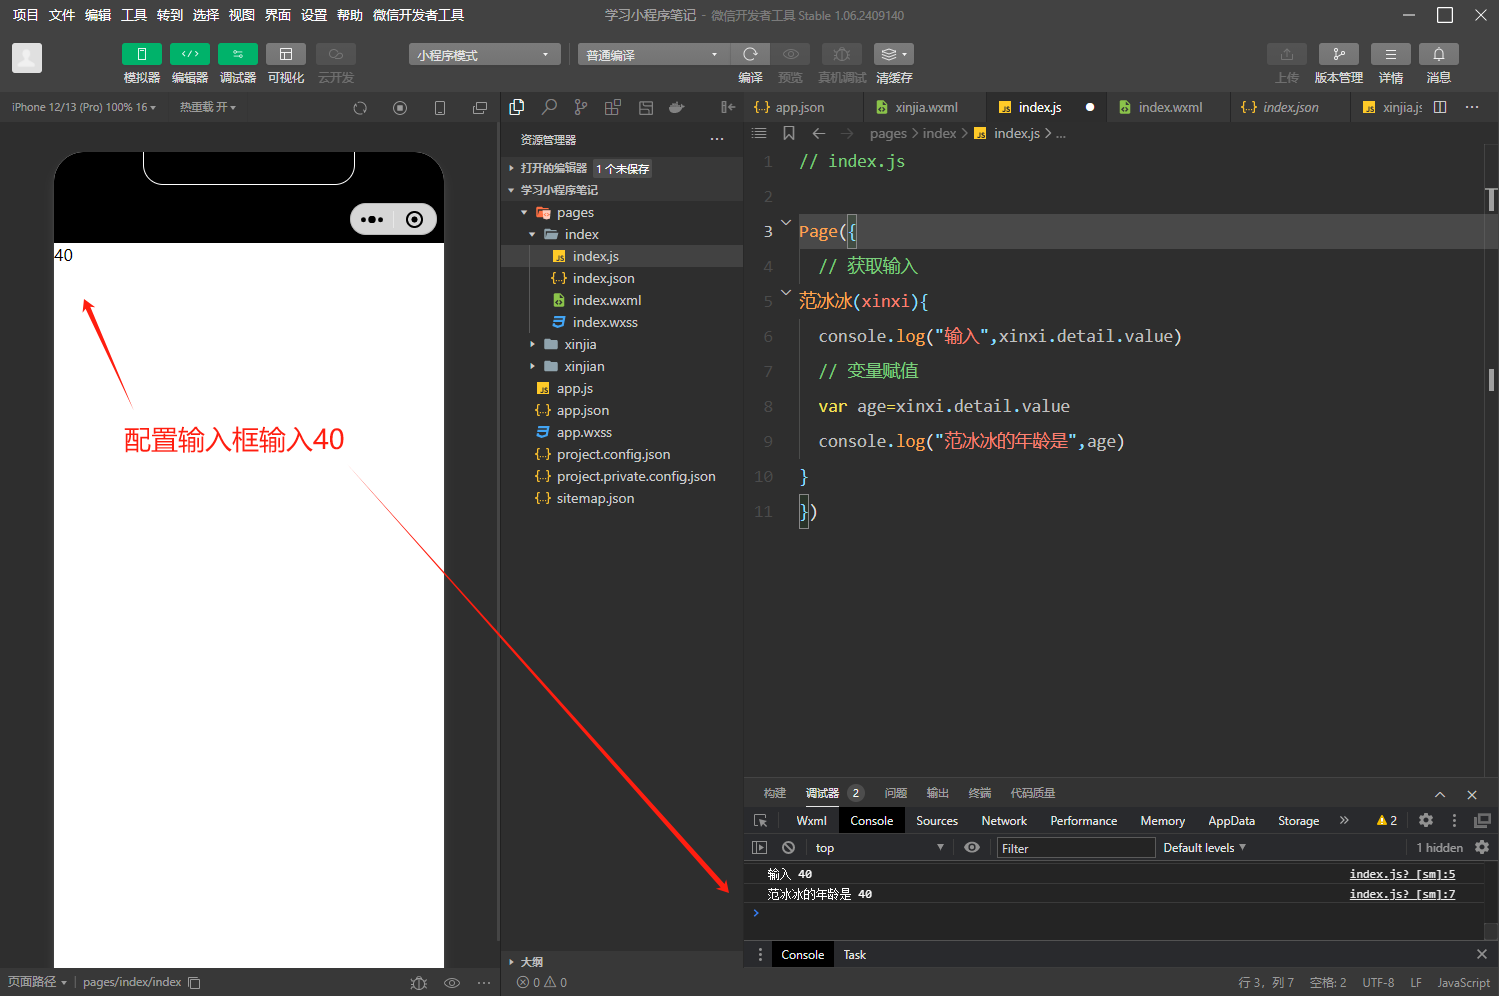 项目 文件 编辑 工具 转到 选择 视图 界面 设置 帮助 微信开发者工具
学习小程序笔记 - 微信开发者工具 Stable 1.06.2409140
模拟器 编辑器 调试器 可视化 云开发
小程序模式 普通编译
编译 预览 真机调试 清缓存
上传 版本管理 详情 消息
iPhone 12/13 (Pro) 100% 16 热重载 开
40
配置输入框输入40
页面路径 pages/index/index
资源管理器
打开的编辑器 1 个未保存
学习小程序笔记
pages
index
index.js
index.json
index.wxml
index.wxss
xinjia
xinjian
app.js
app.json
app.wxss
project.config.json
project.private.config.json
sitemap.json
大纲
0 0
app.json xinjia.wxml index.js index.wxml index.json xinjia.js
pages > index > index.js > ...
1 // index.js
2
3 Page({
4 // 获取输入
5 范冰冰(xinxi){
6 console.log("输入",xinxi.detail.value)
7 // 变量赋值
8 var age=xinxi.detail.value
9 console.log("范冰冰的年龄是",age)
10 }
11 })
构建 调试器 2 问题 输出 终端 代码质量
Wxml Console Sources Network Performance Memory AppData Storage 2
top Filter Default levels 1 hidden
输入 40 index.js? [sm]:5
范冰冰的年龄是 40 index.js? [sm]:7
Console Task
行 3，列 7 空格: 2 UTF-8 LF JavaScript